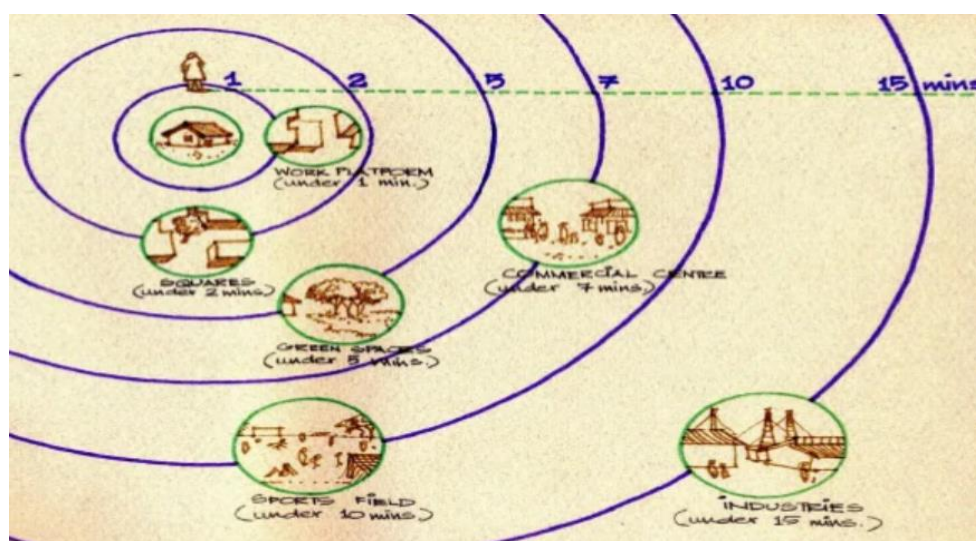 1 2 5 7 10 15 mins
WORK PLATFORM
(under 1 min.)
SQUARES
(under 2 mins.)
COMMERCIAL CENTRE
(under 7 mins.)
GREEN SPACES
(under 5 mins.)
SPORTS FIELD
(under 10 mins.)
INDUSTRIES
(under 15 mins.)